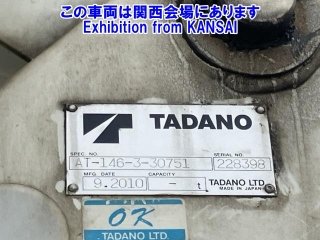 この車両は関西会場にあります
Exhibition from KANSAI
TADANO
SPEC NO. SERIAL NO.
AT-146-3-30751 228398
MFG. DATE CAPACITY
9.2010 - t TADANO LTD.
MADE IN JAPAN
OK
TADANO LTD.